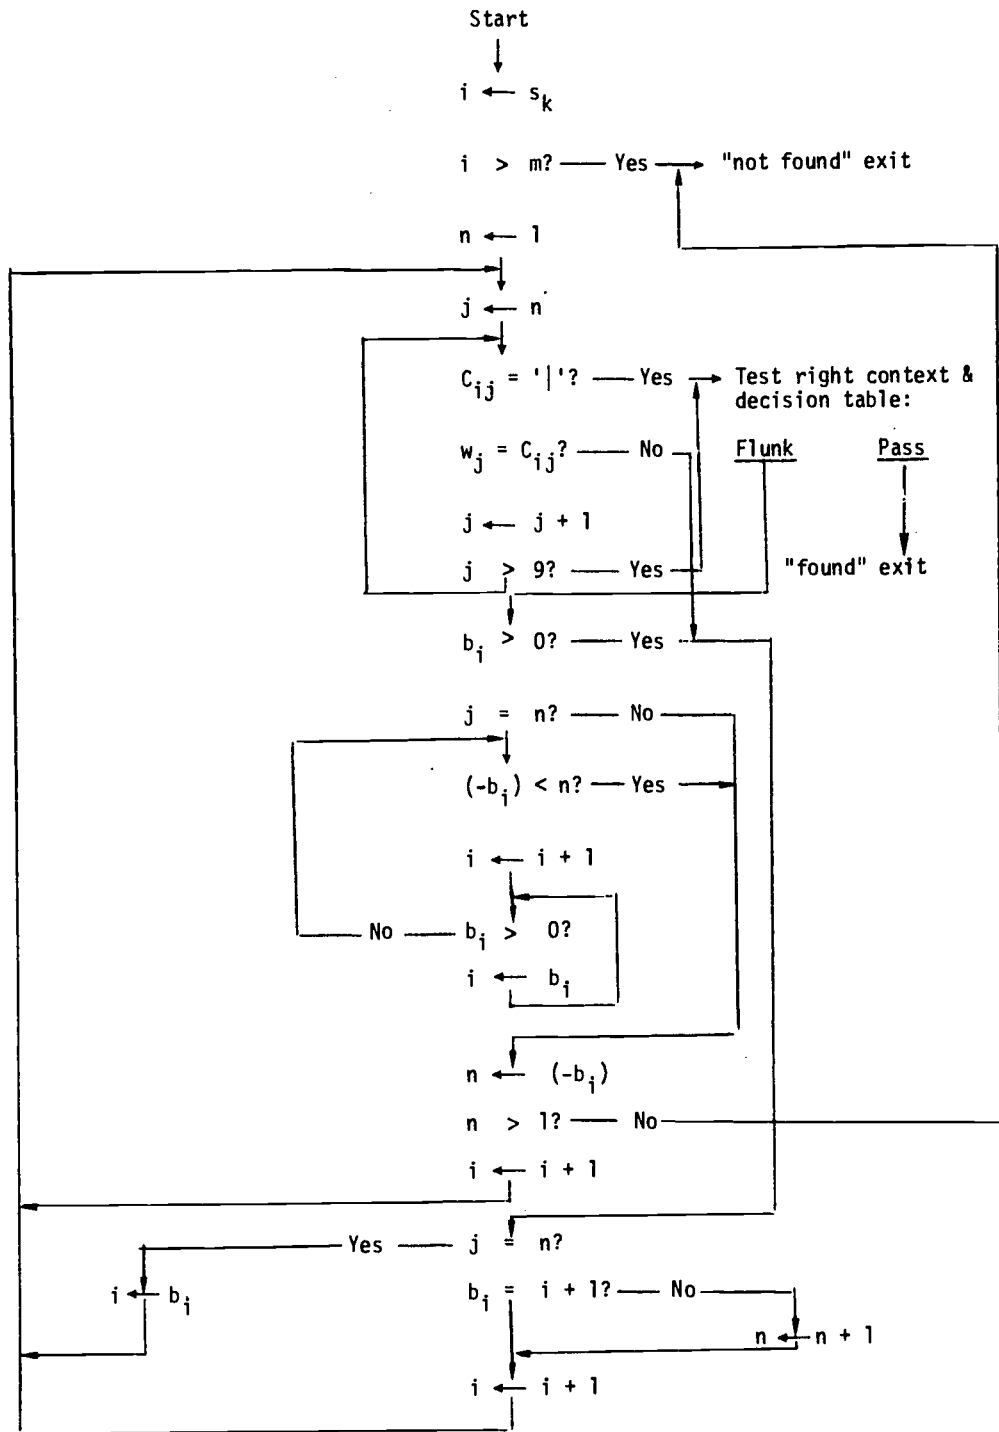 Start
i ← s_k
i > m? — Yes → "not found" exit
n ← 1
j ← n
C_ij = '|'? — Yes → Test right context &
decision table:
w_j = C_ij? — No
Flunk Pass
j ← j + 1
j > 9? — Yes
"found" exit
b_i > 0? — Yes
j = n? — No
(-b_i) < n? — Yes
i ← i + 1
No — b_i > 0?
i ← b_i
n ← (-b_i)
n > 1? — No
i ← i + 1
Yes — j = n?
i ← b_i
b_i = i + 1? — No
n ← n + 1
i ← i + 1